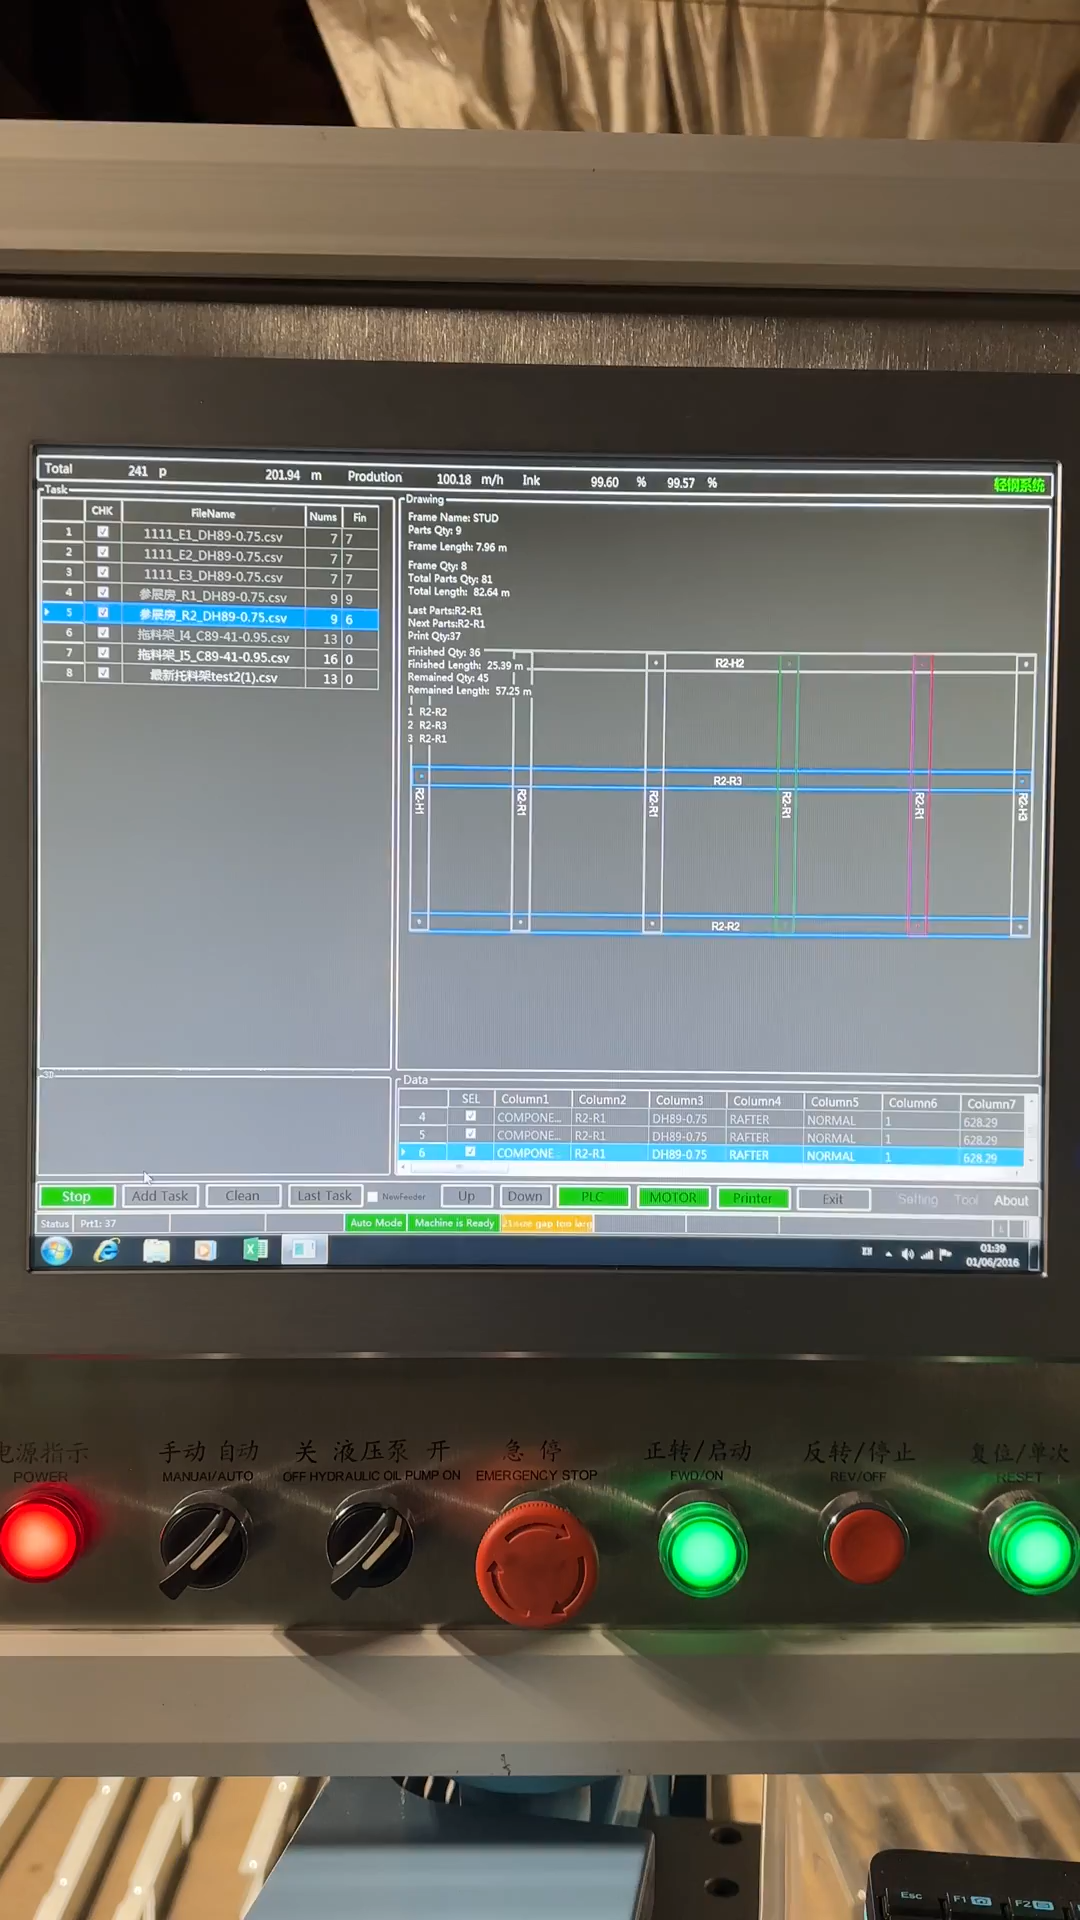 Total 241 p 201.94 m Prodution 100.18 m/h Ink 99.60 % 99.57 % 轻钢系统
Task
CHK FileName Nums Fin
1 1111_E1_DH89-0.75.csv 7 7
2 1111_E2_DH89-0.75.csv 7 7
3 1111_E3_DH89-0.75.csv 7 7
4 参展房_R1_DH89-0.75.csv 9 9
5 参展房_R2_DH89-0.75.csv 9 6
6 拖料架_I4_C89-41-0.95.csv 13 0
7 拖料架_I5_C89-41-0.95.csv 16 0
8 最新托料架test2(1).csv 13 0
Drawing
Frame Name: STUD
Parts Qty: 9
Frame Length: 7.96 m
Frame Qty: 8
Total Parts Qty: 81
Total Length: 82.64 m
Last Parts:R2-R1
Next Parts:R2-R1
Print Qty:37
Finished Qty: 36
Finished Length: 25.39 m
Remained Qty: 45
Remained Length: 57.25 m
1 R2-R2
2 R2-R3
3 R2-R1
R2-H2
R2-R3
R2-H1 R2-R1 R2-R1 R2-R1 R2-R1 R2-H3
R2-R2
3D
Data
SEL Column1 Column2 Column3 Column4 Column5 Column6 Column7
4 COMPONE... R2-R1 DH89-0.75 RAFTER NORMAL 1 628.29
5 COMPONE... R2-R1 DH89-0.75 RAFTER NORMAL 1 628.29
6 COMPONE... R2-R1 DH89-0.75 RAFTER NORMAL 1 628.29
Stop Add Task Clean Last Task NewFeeder Up Down PLC MOTOR Printer Exit Setting Tool About
Status Prt1: 37 Auto Mode Machine is Ready gap too larg
EN 01:39
01/06/2016
电源指示 手动 自动 关 液压泵 开 急 停 正转/启动 反转/停止 复位/单次
POWER MANUAI/AUTO OFF HYDRAULIC OIL PUMP ON EMERGENCY STOP FWD/ON REV/OFF RESET
Esc F1 F2